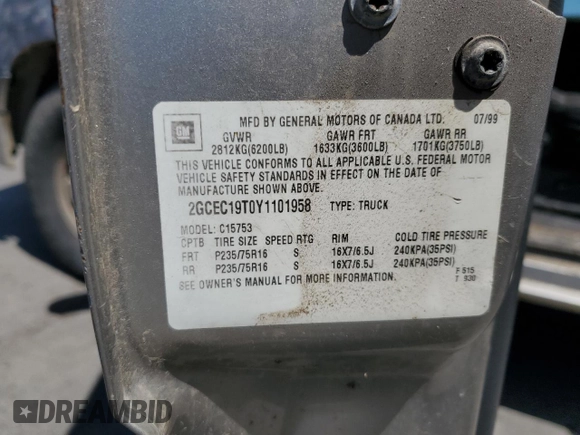 GM
MFD BY GENERAL MOTORS OF CANADA LTD. 07/99
GVWR GAWR FRT GAWR RR
2812KG(6200LB) 1633KG(3600LB) 1701KG(3750LB)
THIS VEHICLE CONFORMS TO ALL APPLICABLE U.S. FEDERAL MOTOR
VEHICLE SAFETY STANDARDS IN EFFECT ON THE DATE OF
MANUFACTURE SHOWN ABOVE.
2GCEC19T0Y1101958 TYPE: TRUCK
MODEL: C15753
CPTB TIRE SIZE SPEED RTG RIM COLD TIRE PRESSURE
FRT P235/75R16 S 16X7/6.5J 240KPA(35PSI)
RR P235/75R16 S 16X7/6.5J 240KPA(35PSI)
SEE OWNER'S MANUAL FOR MORE INFORMATION.
F 515
T 930
DREAMBID